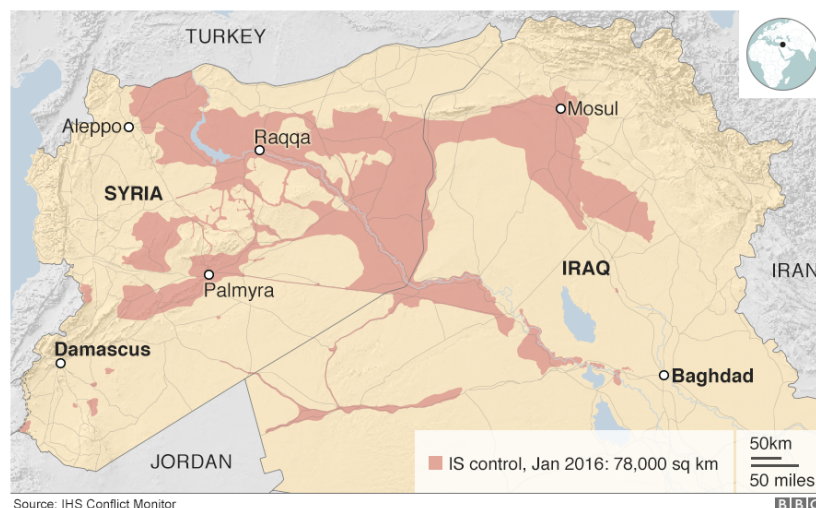 TURKEY
Mosul
Aleppo
Raqqa
SYRIA
IRAQ
IRAN
Palmyra
Damascus
Baghdad
JORDAN
IS control, Jan 2016: 78,000 sq km
50km
50 miles
Source: IHS Conflict Monitor
BBC